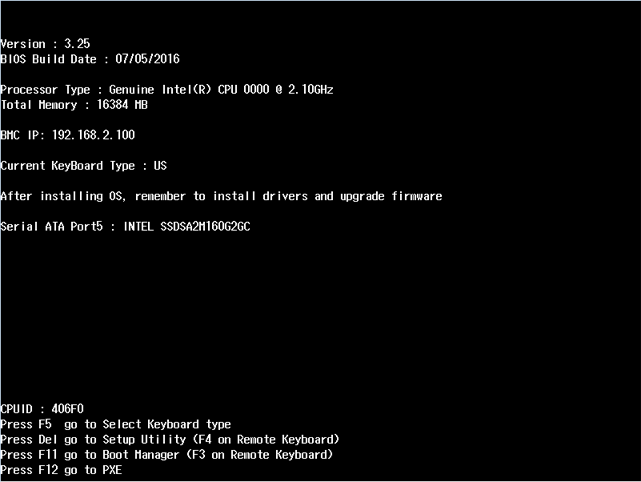 Version : 3.25
BIOS Build Date : 07/05/2016
Processor Type : Genuine Intel(R) CPU 0000 @ 2.10GHz
Total Memory : 16384 MB
BMC IP: 192.168.2.100
Current KeyBoard Type : US
After installing OS, remember to install drivers and upgrade firmware
Serial ATA Port5 : INTEL SSDSA2M160G2GC
CPUID : 406F0
Press F5  go to Select Keyboard type
Press Del go to Setup Utility (F4 on Remote Keyboard)
Press F11 go to Boot Manager (F3 on Remote Keyboard)
Press F12 go to PXE